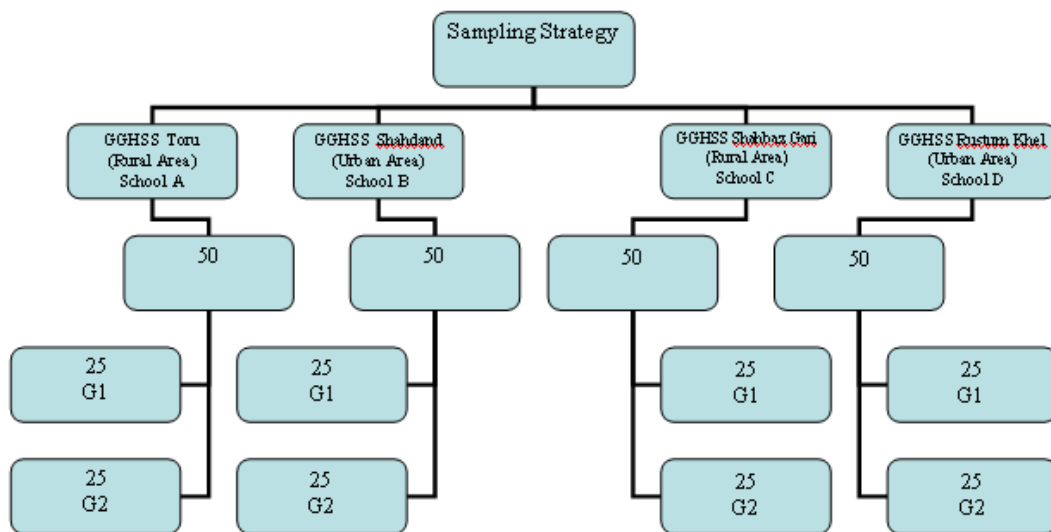 Sampling Strategy
GGHSS Toru
(Rural Area)
School A
GGHSS Shahdand
(Urban Area)
School B
GGHSS Shahbaz Gari
(Rural Area)
School C
GGHSS Rustum Khel
(Urban Area)
School D
50
50
50
50
25
G1
25
G1
25
G1
25
G1
25
G2
25
G2
25
G2
25
G2